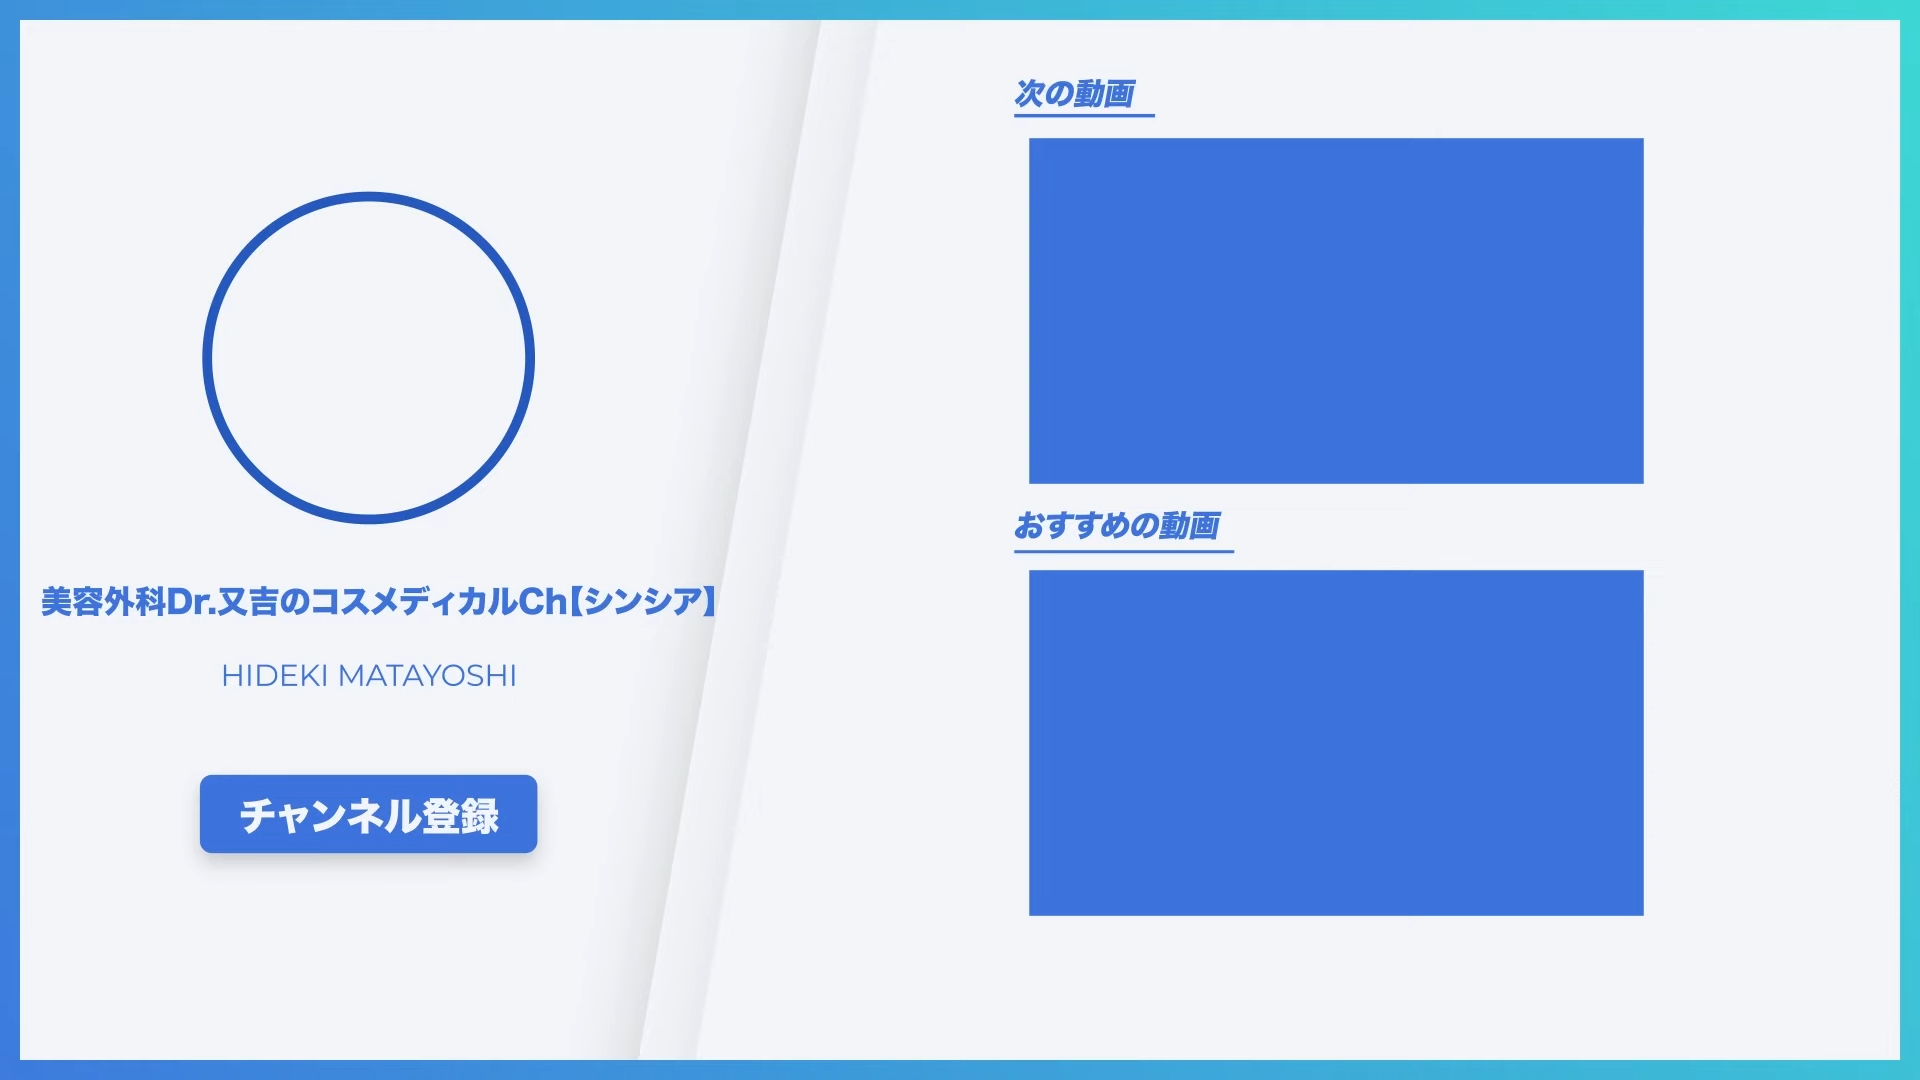 美容外科Dr.又吉のコスメディカルCh【シンシア】
HIDEKI MATAYOSHI
チャンネル登録
次の動画
おすすめの動画